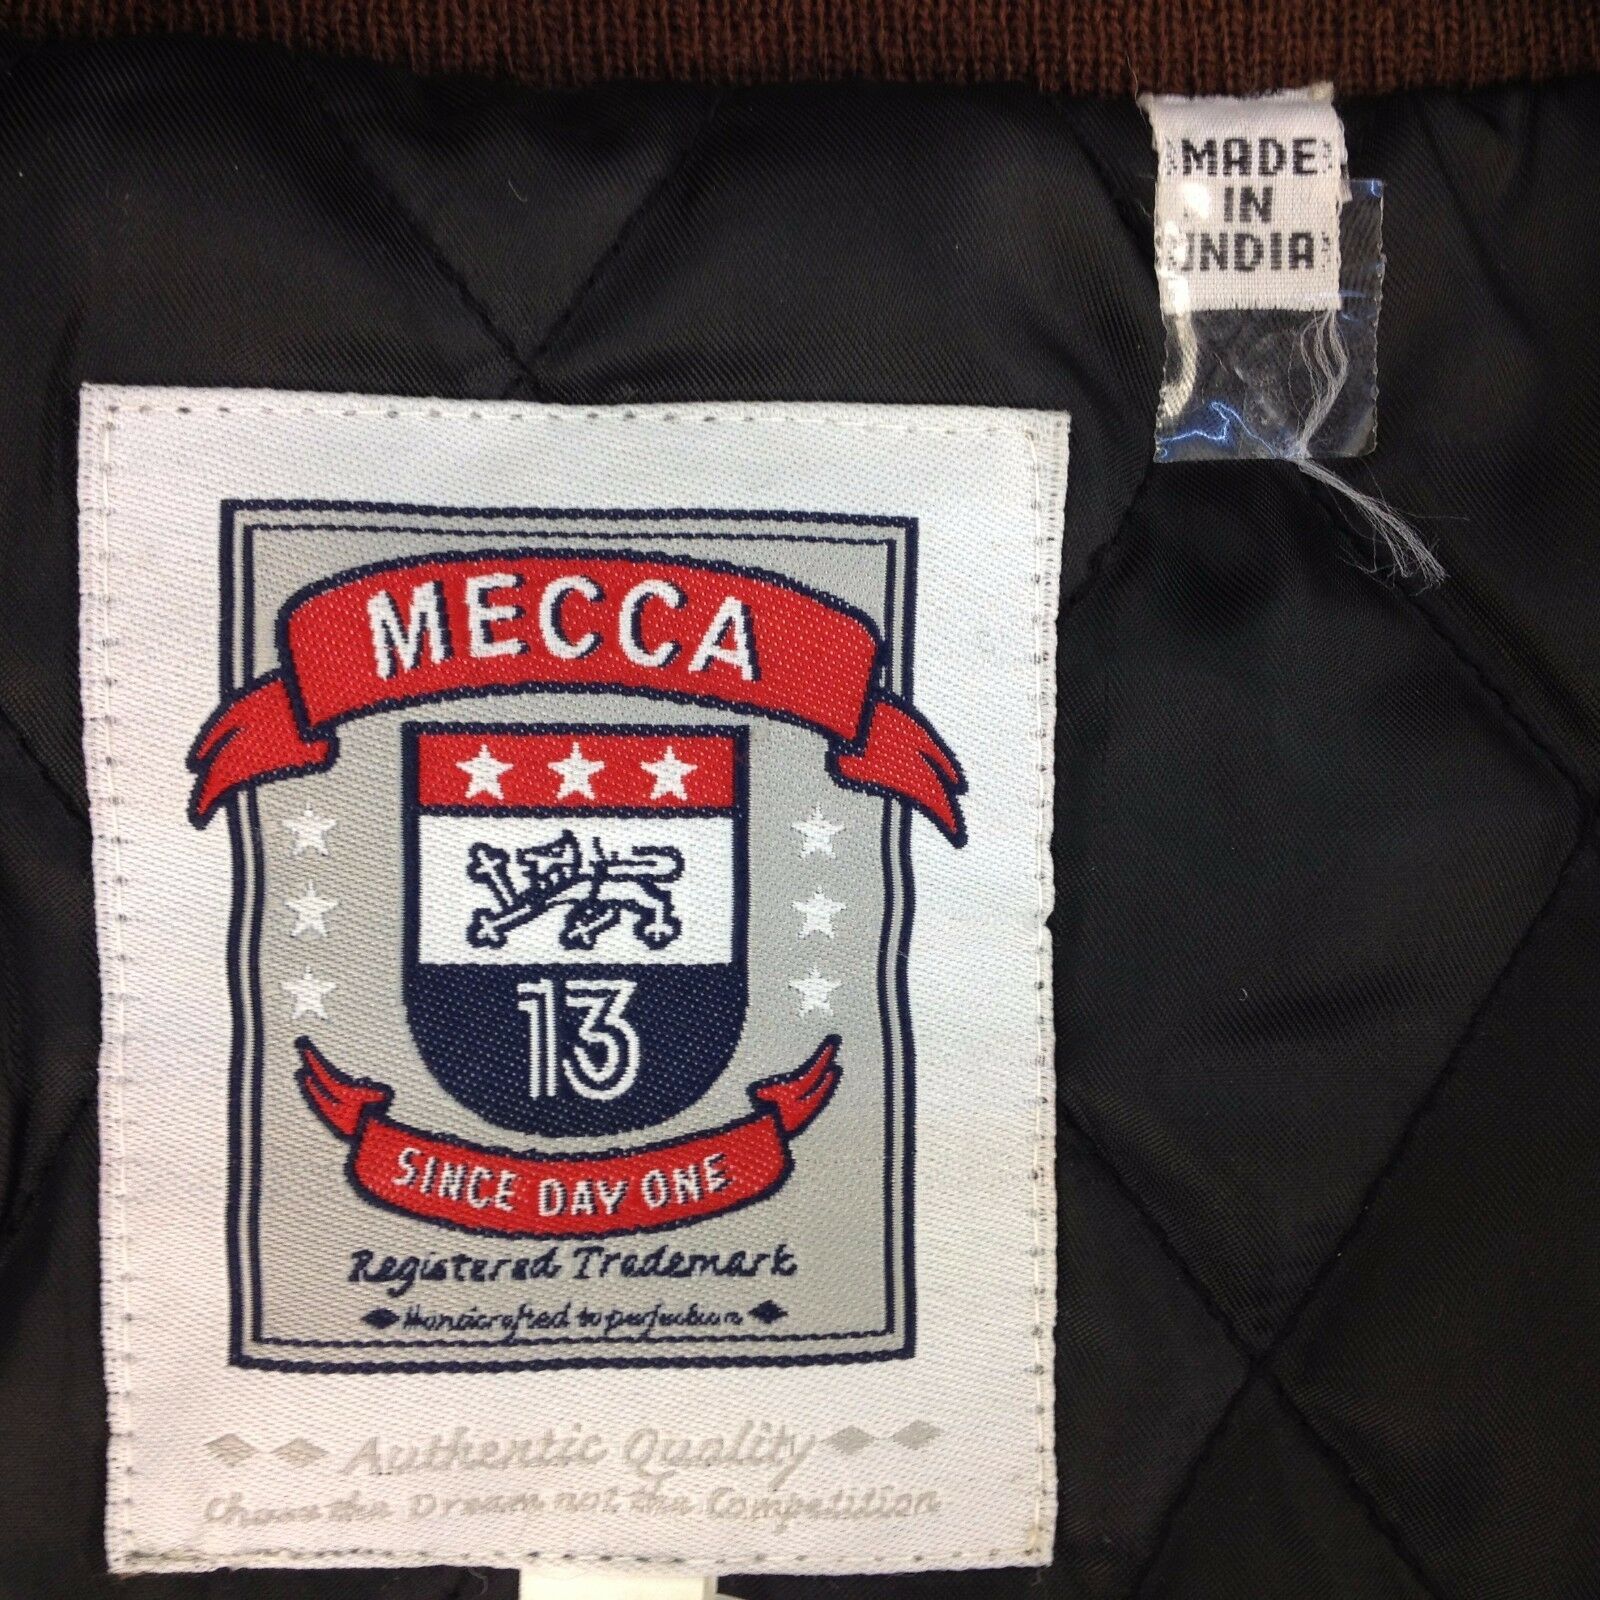 MADE
IN
INDIA
MECCA
13
SINCE DAY ONE
Registered Trademark
Handcrafted to perfection
Authentic Quality
Chase the Dream not the Competition